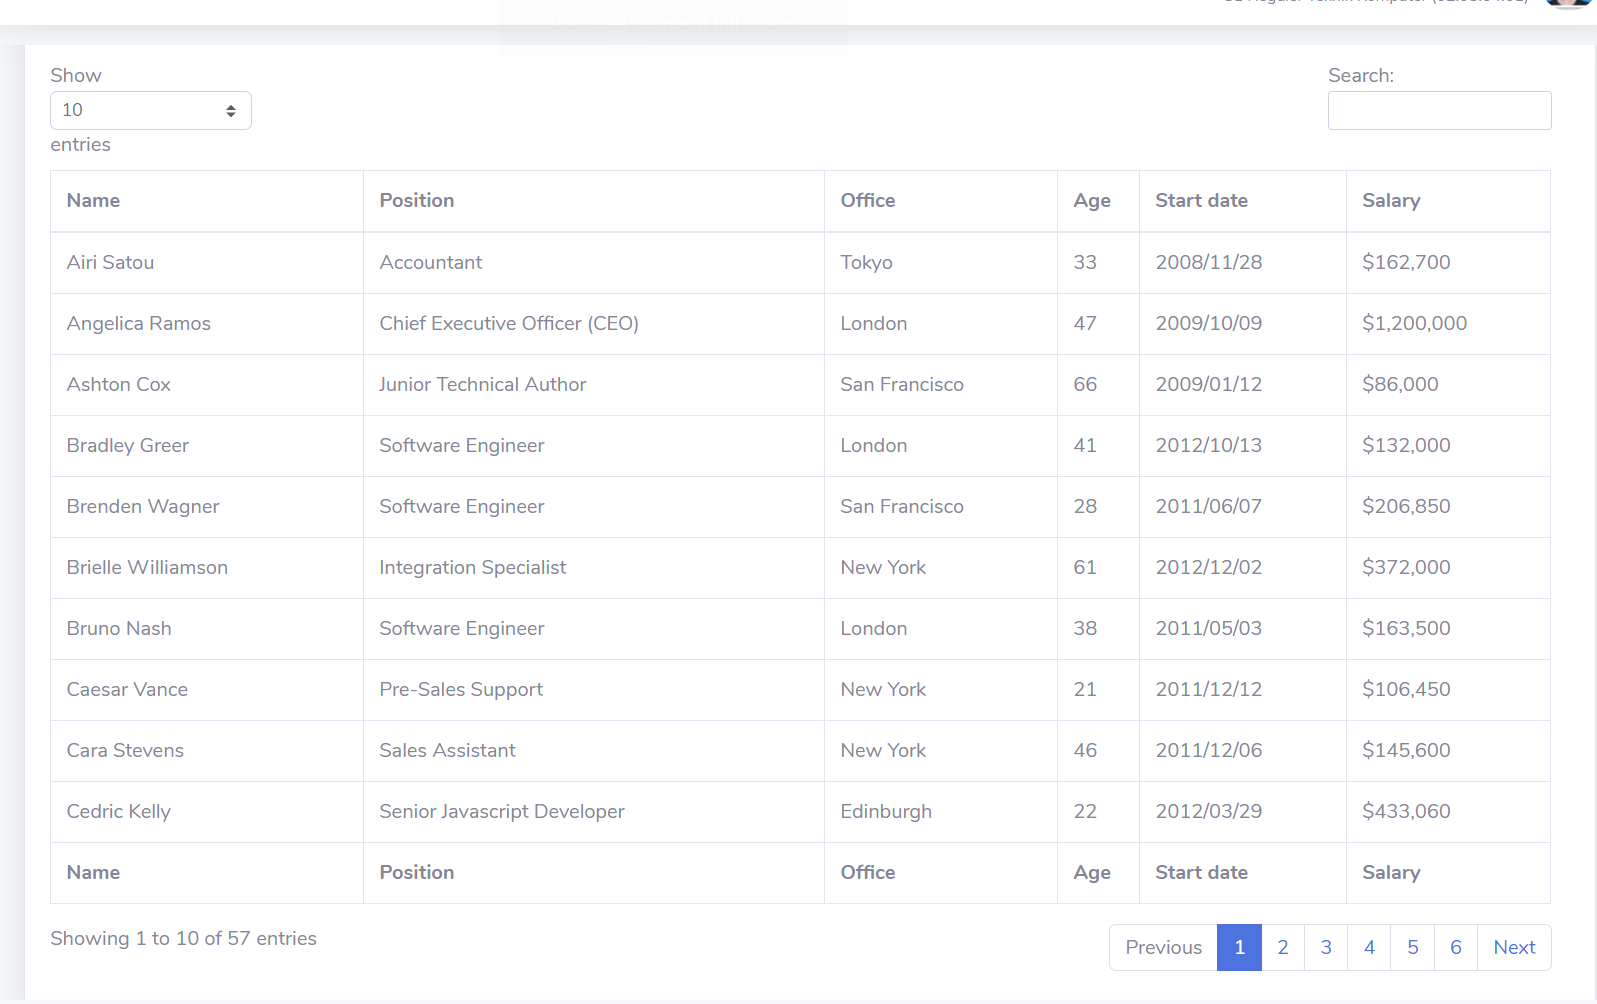 Show
10
entries
Search:
Name Position Office Age Start date Salary
Airi Satou Accountant Tokyo 33 2008/11/28 $162,700
Angelica Ramos Chief Executive Officer (CEO) London 47 2009/10/09 $1,200,000
Ashton Cox Junior Technical Author San Francisco 66 2009/01/12 $86,000
Bradley Greer Software Engineer London 41 2012/10/13 $132,000
Brenden Wagner Software Engineer San Francisco 28 2011/06/07 $206,850
Brielle Williamson Integration Specialist New York 61 2012/12/02 $372,000
Bruno Nash Software Engineer London 38 2011/05/03 $163,500
Caesar Vance Pre-Sales Support New York 21 2011/12/12 $106,450
Cara Stevens Sales Assistant New York 46 2011/12/06 $145,600
Cedric Kelly Senior Javascript Developer Edinburgh 22 2012/03/29 $433,060
Name Position Office Age Start date Salary
Showing 1 to 10 of 57 entries
Previous 1 2 3 4 5 6 Next